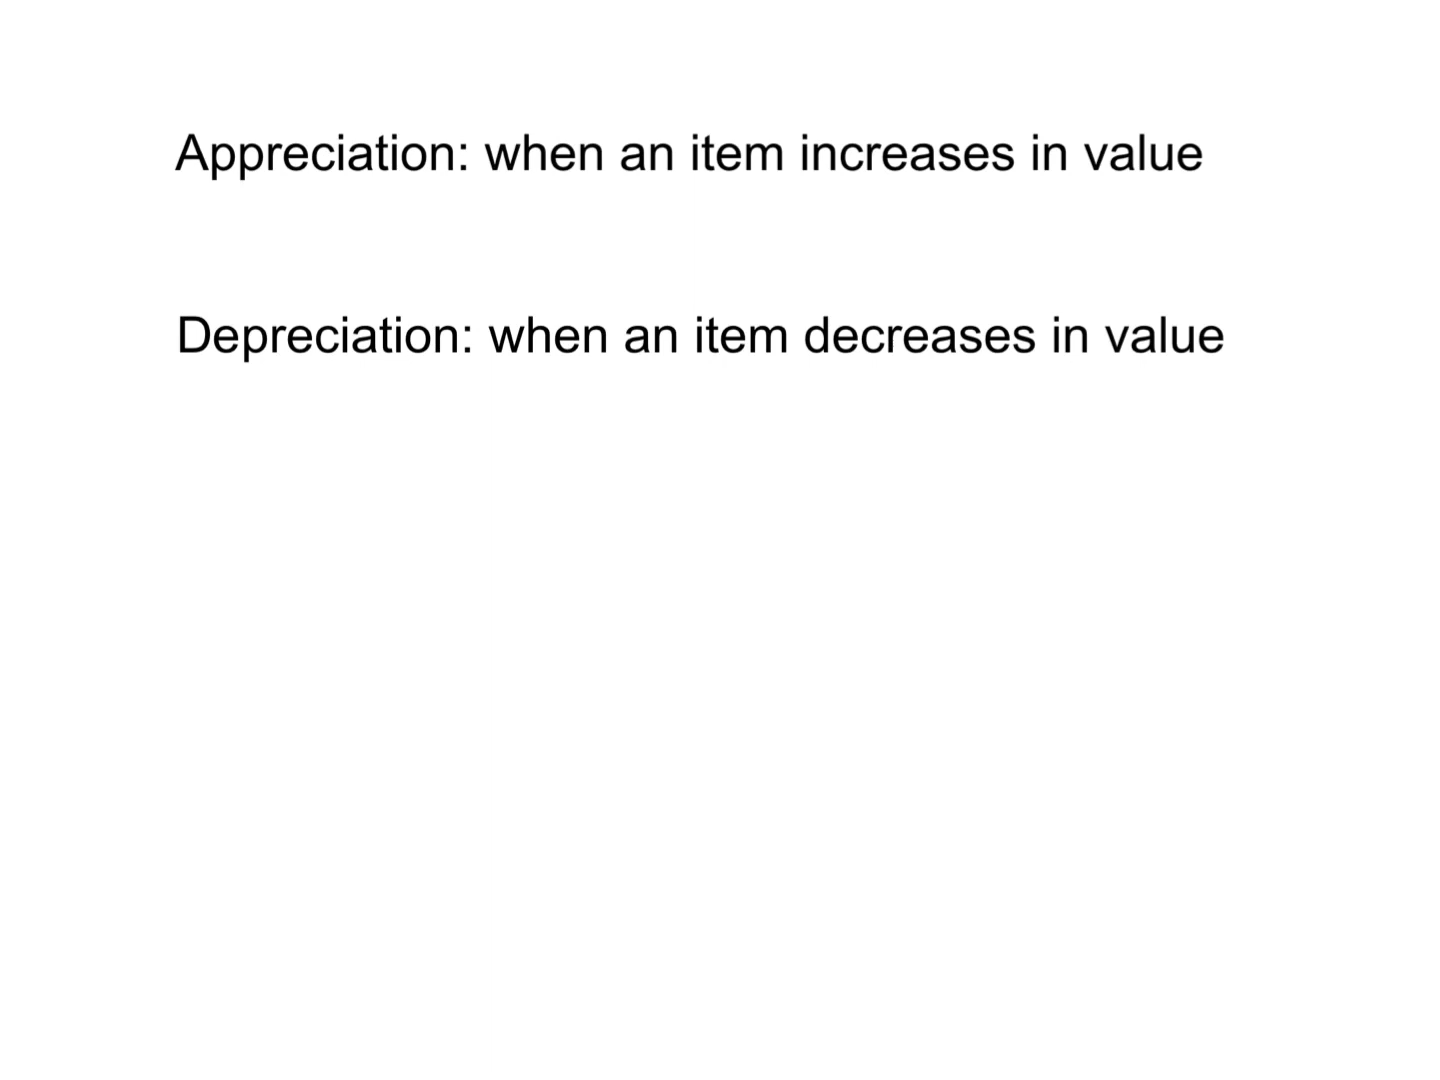 Appreciation: when an item increases in value
Depreciation: when an item decreases in value